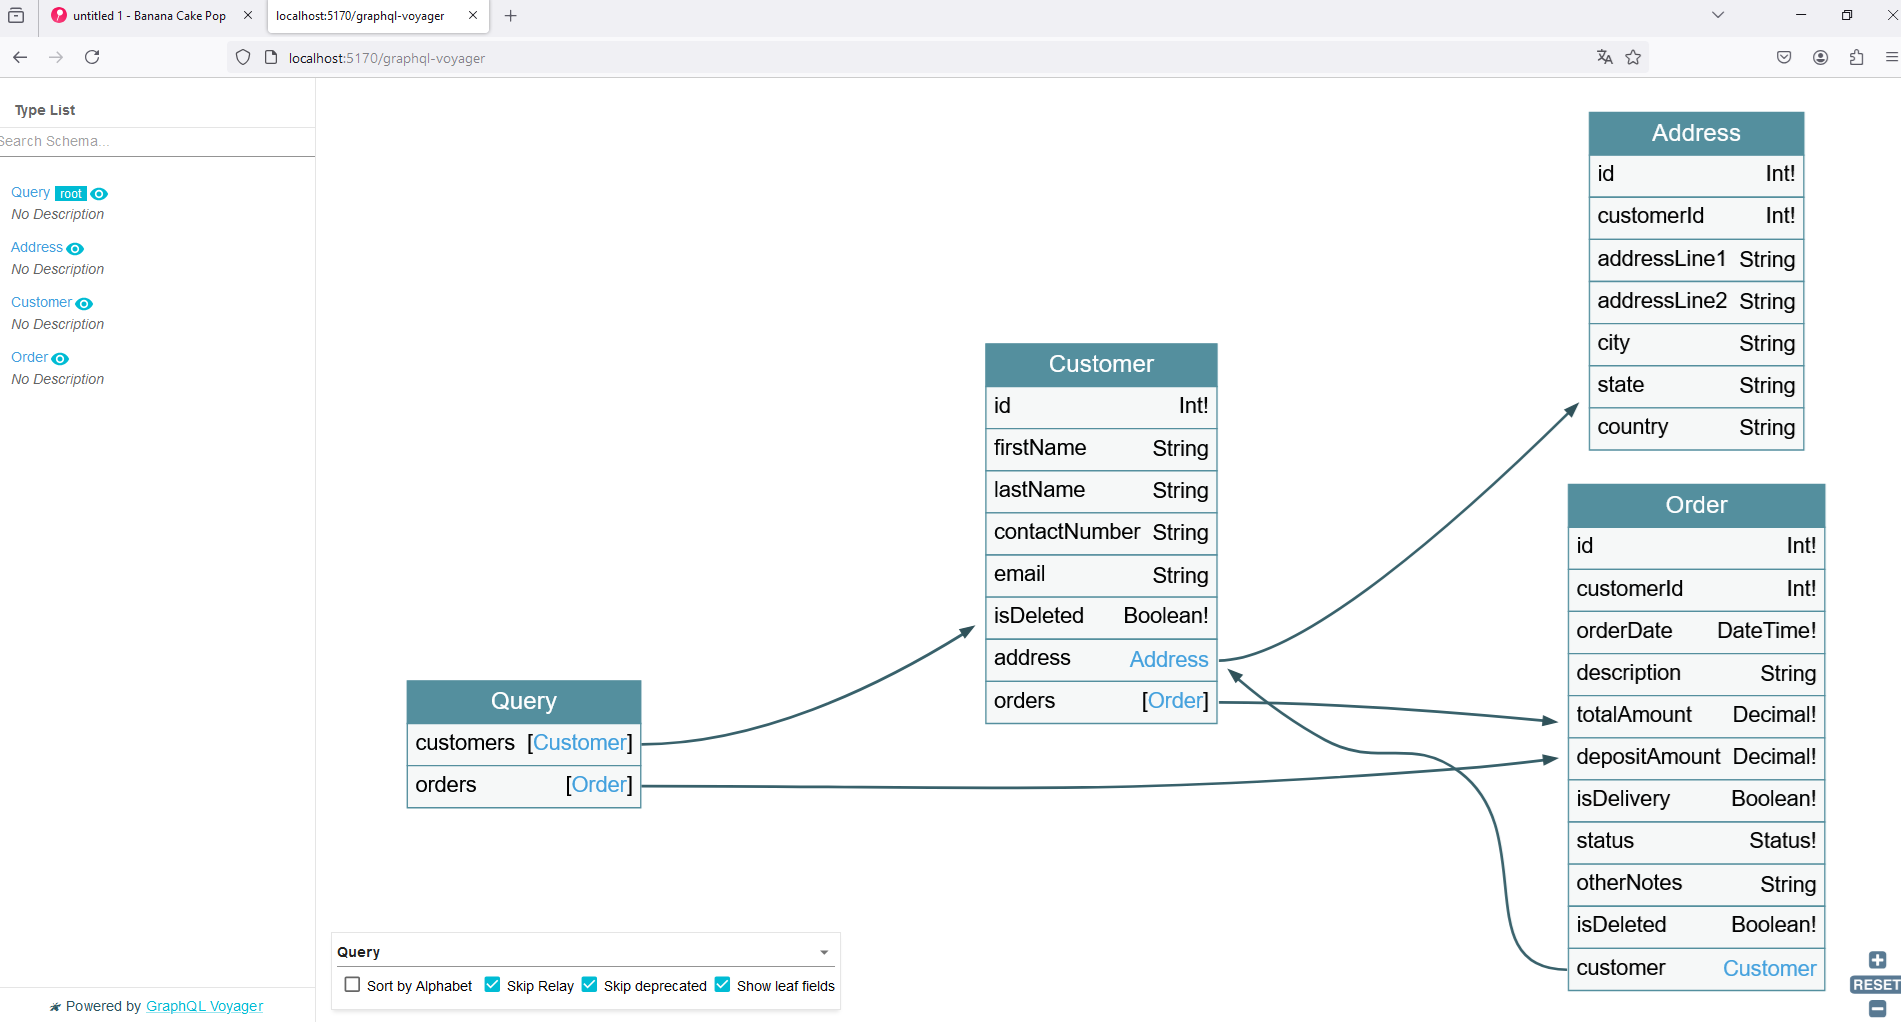 untitled 1 - Banana Cake Pop
localhost:5170/graphql-voyager
localhost:5170/graphql-voyager
Type List
Search Schema...
Query root
No Description
Address
No Description
Customer
No Description
Order
No Description
Powered by GraphQL Voyager
Query
customers [Customer]
orders [Order]
Customer
id Int!
firstName String
lastName String
contactNumber String
email String
isDeleted Boolean!
address Address
orders [Order]
Address
id Int!
customerId Int!
addressLine1 String
addressLine2 String
city String
state String
country String
Order
id Int!
customerId Int!
orderDate DateTime!
description String
totalAmount Decimal!
depositAmount Decimal!
isDelivery Boolean!
status Status!
otherNotes String
isDeleted Boolean!
customer Customer
Query
Sort by Alphabet Skip Relay Skip deprecated Show leaf fields
RESET